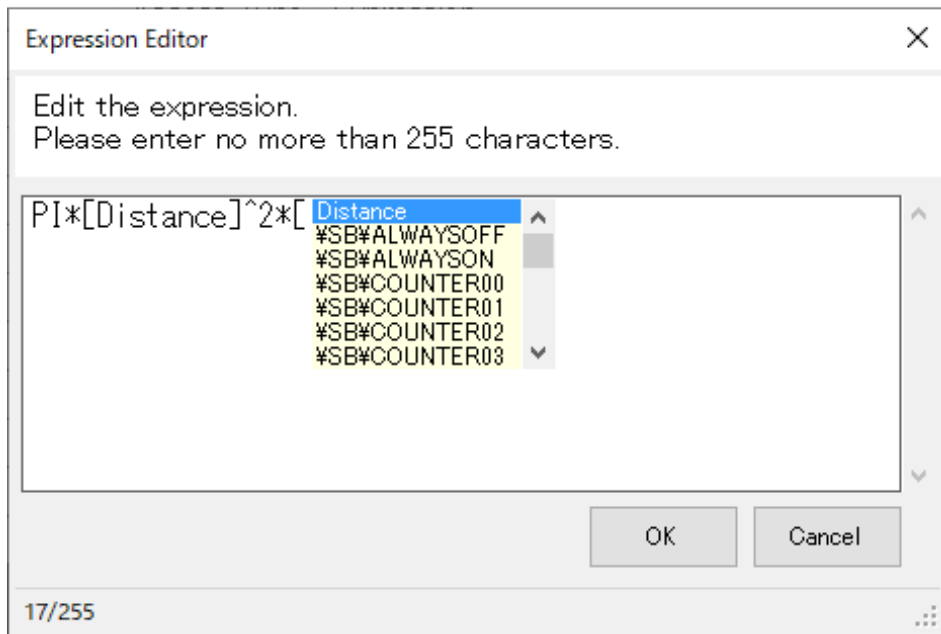 Expression Editor
Edit the expression.
Please enter no more than 255 characters.
PI*[Distance]^2*[
Distance
¥SB¥ALWAYSOFF
¥SB¥ALWAYSON
¥SB¥COUNTER00
¥SB¥COUNTER01
¥SB¥COUNTER02
¥SB¥COUNTER03
OK
Cancel
17/255